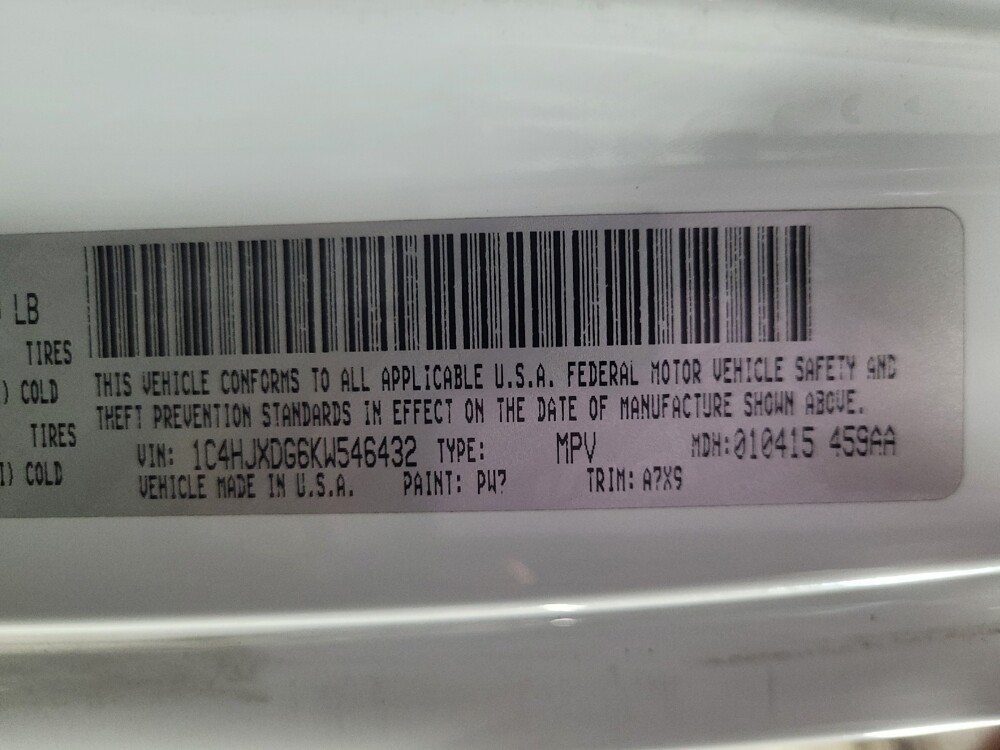 LB
TIRES
) COLD
TIRES
I) COLD
THIS VEHICLE CONFORMS TO ALL APPLICABLE U.S.A. FEDERAL MOTOR VEHICLE SAFETY AND
THEFT PREVENTION STANDARDS IN EFFECT ON THE DATE OF MANUFACTURE SHOWN ABOVE.
VIN: 1C4HJXDG6KW546432 TYPE: MPV MDH:010415 459AA
VEHICLE MADE IN U.S.A. PAINT: PW7 TRIM: A7X9